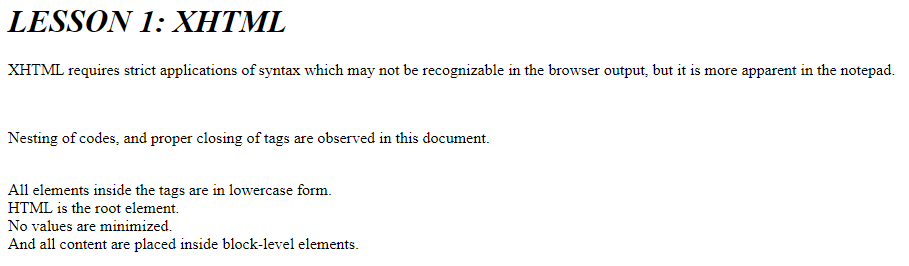 LESSON 1: XHTML
XHTML requires strict applications of syntax which may not be recognizable in the browser output, but it is more apparent in the notepad.
Nesting of codes, and proper closing of tags are observed in this document.
All elements inside the tags are in lowercase form.
HTML is the root element.
No values are minimized.
And all content are placed inside block-level elements.